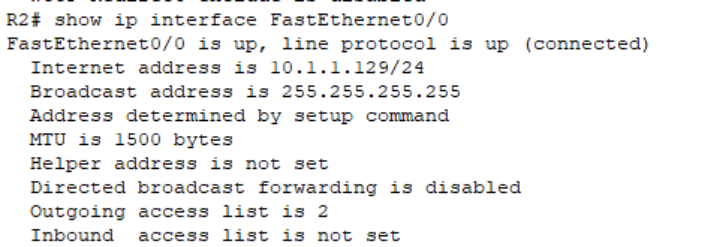 R2# show ip interface FastEthernet0/0
FastEthernet0/0 is up, line protocol is up (connected)
Internet address is 10.1.1.129/24
Broadcast address is 255.255.255.255
Address determined by setup command
MTU is 1500 bytes
Helper address is not set
Directed broadcast forwarding is disabled
Outgoing access list is 2
Inbound  access list is not set